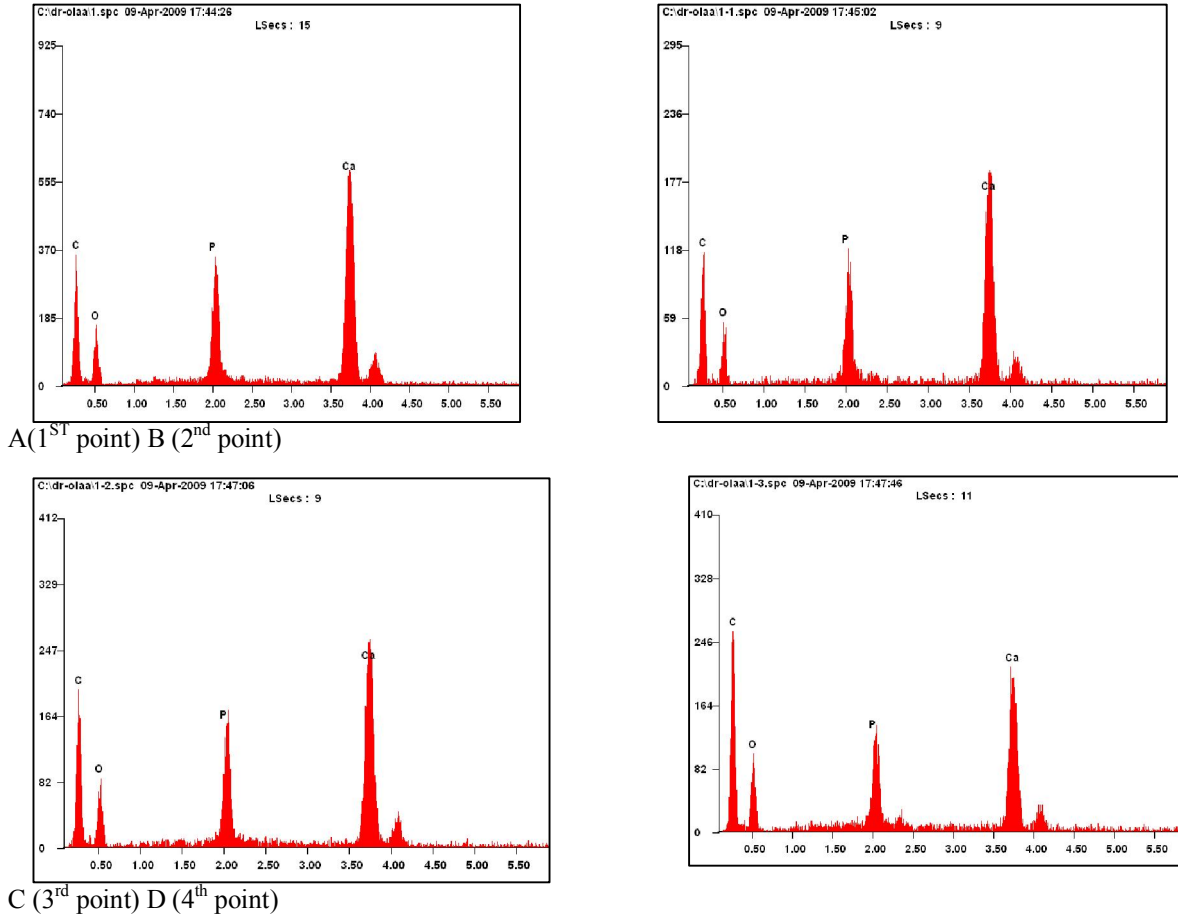 C:\dr-olaa\1.spc 09-Apr-2009 17:44:26
LSecs : 15
925
740
555
370
185
0
C
O
P
Ca
0.50 1.00 1.50 2.00 2.50 3.00 3.50 4.00 4.50 5.00 5.50
C:\dr-olaa\1-1.spc 09-Apr-2009 17:45:02
LSecs : 9
295
236
177
118
59
0
C
O
P
Ca
0.50 1.00 1.50 2.00 2.50 3.00 3.50 4.00 4.50 5.00 5.50
A(1ST point) B (2nd point)
C:\dr-olaa\1-2.spc 09-Apr-2009 17:47:06
LSecs : 9
412
329
247
164
82
0
C
O
P
Ca
0.50 1.00 1.50 2.00 2.50 3.00 3.50 4.00 4.50 5.00 5.50
C:\dr-olaa\1-3.spc 09-Apr-2009 17:47:46
LSecs : 11
410
328
246
164
82
0
C
O
P
Ca
0.50 1.00 1.50 2.00 2.50 3.00 3.50 4.00 4.50 5.00 5.50
C (3rd point) D (4th point)